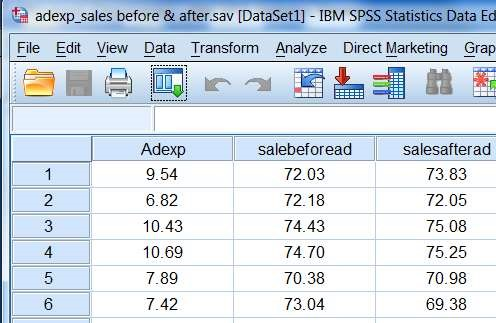 adexp_sales before & after.sav [DataSet1] - IBM SPSS Statistics Data Ed
File Edit View Data Transform Analyze Direct Marketing Grap
Adexp salebeforead salesafterad
1 9.54 72.03 73.83
2 6.82 72.18 72.05
3 10.43 74.43 75.08
4 10.69 74.70 75.25
5 7.89 70.38 70.98
6 7.42 73.04 69.38